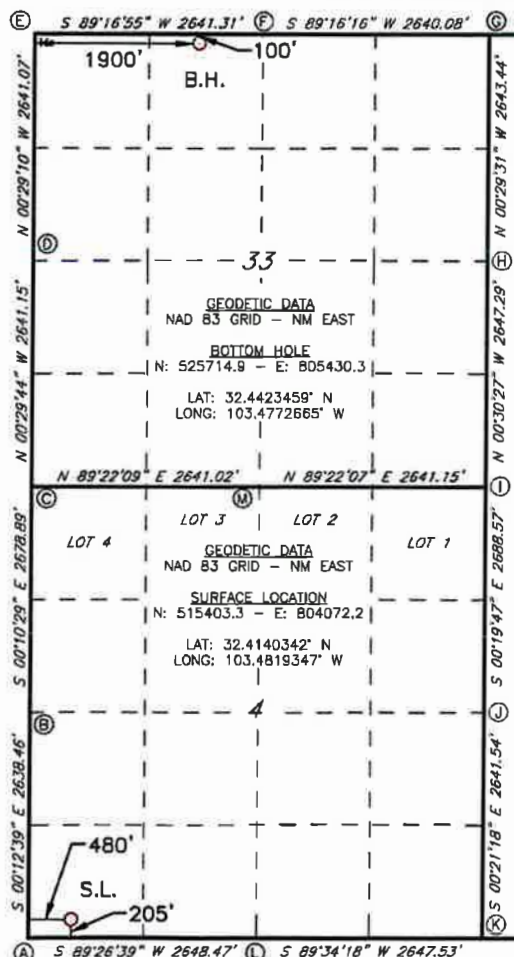 Ⓔ S 89°16'55" W 2641.31' Ⓕ S 89°16'16" W 2640.08' Ⓖ
1900'
100'
B.H.
N 00°29'10" W 2641.07'
N 00°29'31" W 2643.44'
Ⓓ
33
Ⓗ
GEODETIC DATA
NAD 83 GRID – NM EAST
BOTTOM HOLE
N: 525714.9 – E: 805430.3
LAT: 32.4423459° N
LONG: 103.4772665° W
N 00°29'44" W 2641.15'
N 00°30'27" W 2647.29'
N 89°22'09" E 2641.02' N 89°22'07" E 2641.15'
Ⓘ
Ⓒ
Ⓜ
LOT 4
LOT 3
LOT 2
LOT 1
GEODETIC DATA
NAD 83 GRID – NM EAST
SURFACE LOCATION
N: 515403.3 – E: 804072.2
LAT: 32.4140342° N
LONG: 103.4819347° W
S 00°10'29" E 2678.89'
S 00°19'47" E 2688.57'
4
Ⓙ
Ⓑ
S 00°12'39" E 2638.46'
S 00°21'18" E 2641.54'
480'
S.L.
205'
Ⓚ
Ⓐ S 89°26'39" W 2648.47' Ⓛ S 89°34'18" W 2647.53'